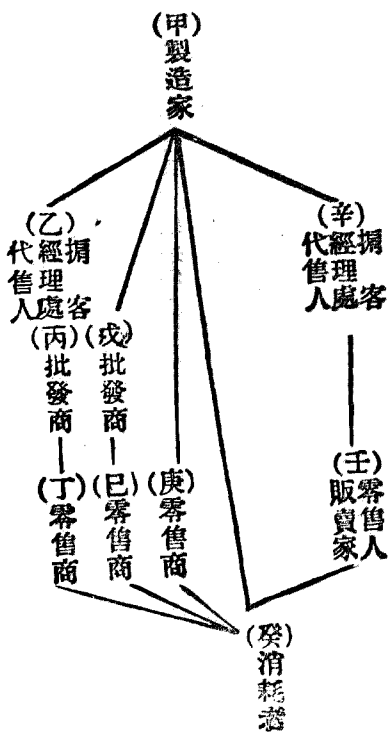 (甲)製造家
(辛)掮客
經理處
代售人
(乙)掮客
經理處
代售人
(丙)批發商
(戊)批發商
(壬)零售人
販賣家
(庚)零售商
(巳)零售商
(丁)零售商
(癸)消耗者